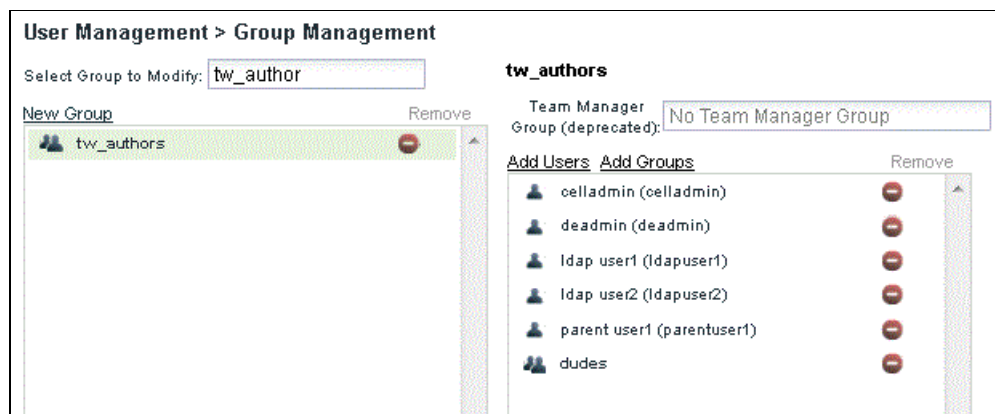 User Management > Group Management
Select Group to Modify: tw_author
New Group Remove
tw_authors
tw_authors
Team Manager
Group (deprecated): No Team Manager Group
Add Users Add Groups Remove
celladmin (celladmin)
deadmin (deadmin)
ldap user1 (ldapuser1)
ldap user2 (ldapuser2)
parent user1 (parentuser1)
dudes